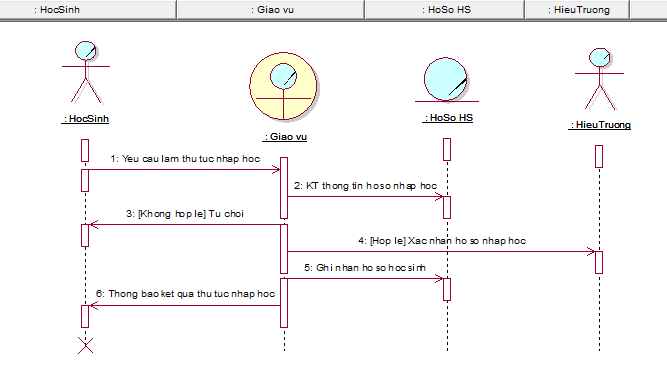 : HocSinh
: Giao vu
: HoSo HS
: HieuTruong
: HocSinh
: Giao vu
: HoSo HS
: HieuTruong
1: Yeu cau lam thu tuc nhap hoc
2: KT thong tin ho so nhap hoc
3: [Khong hop le] Tu choi
4: [Hop le] Xac nhan ho so nhap hoc
5: Ghi nhan ho so hoc sinh
6: Thong bao ket qua thu tuc nhap hoc